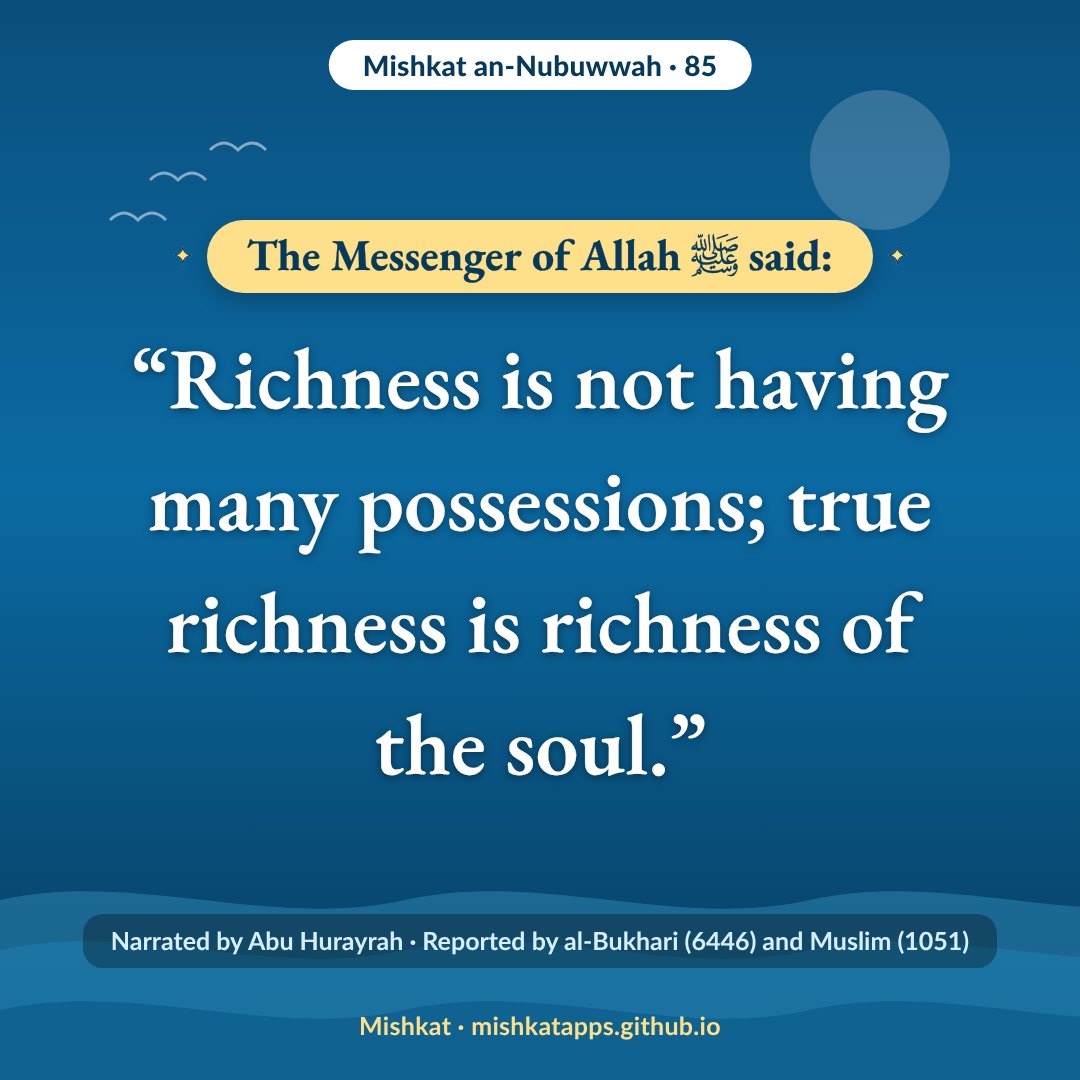 Mishkat an-Nubuwwah · 85
The Messenger of Allah ﷺ said:
“Richness is not having
many possessions; true
richness is richness of
the soul.”
Narrated by Abu Hurayrah · Reported by al-Bukhari (6446) and Muslim (1051)
Mishkat · mishkatapps.github.io